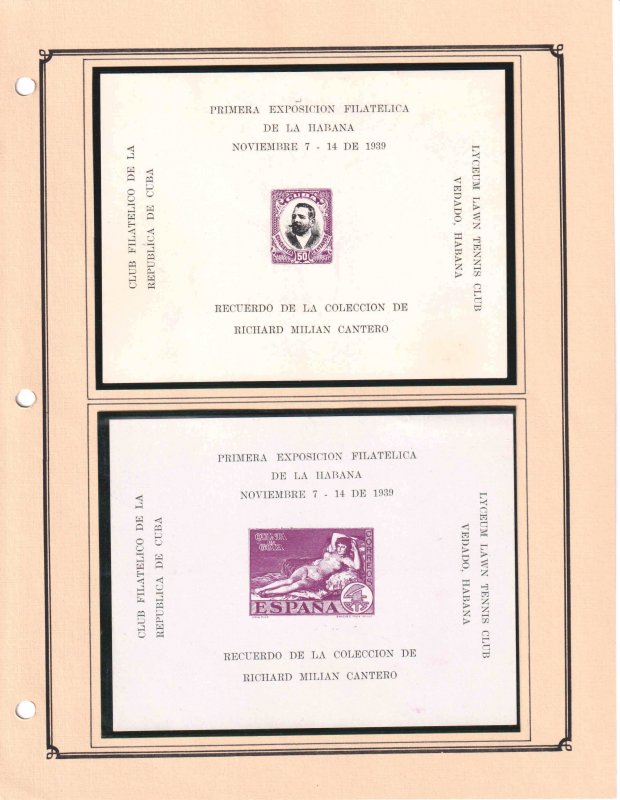 PRIMERA EXPOSICION FILATELICA
DE LA HABANA
NOVIEMBRE 7 - 14 DE 1939
CLUB FILATELICO DE LA
REPUBLICA DE CUBA
LYCEUM LAWN TENNIS CLUB
VEDADO, HABANA
CUBA
50
RECUERDO DE LA COLECCION DE
RICHARD MILIAN CANTERO
PRIMERA EXPOSICION FILATELICA
DE LA HABANA
NOVIEMBRE 7 - 14 DE 1939
CLUB FILATELICO DE LA
REPUBLICA DE CUBA
LYCEUM LAWN TENNIS CLUB
VEDADO, HABANA
QUINTA
DE
GOYA
CORREOS
ESPAÑA
RECUERDO DE LA COLECCION DE
RICHARD MILIAN CANTERO